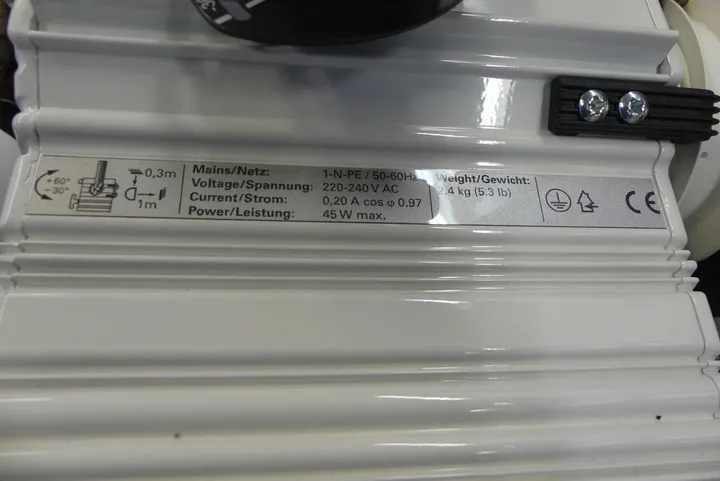 +60°
-30°
0,3m
1m
Mains/Netz: 1-N-PE / 50-60Hz
Voltage/Spannung: 220-240 V AC
Current/Strom: 0,20 A cos φ 0.97
Power/Leistung: 45 W max.
Weight/Gewicht:
2,4 kg (5.3 lb)
CE